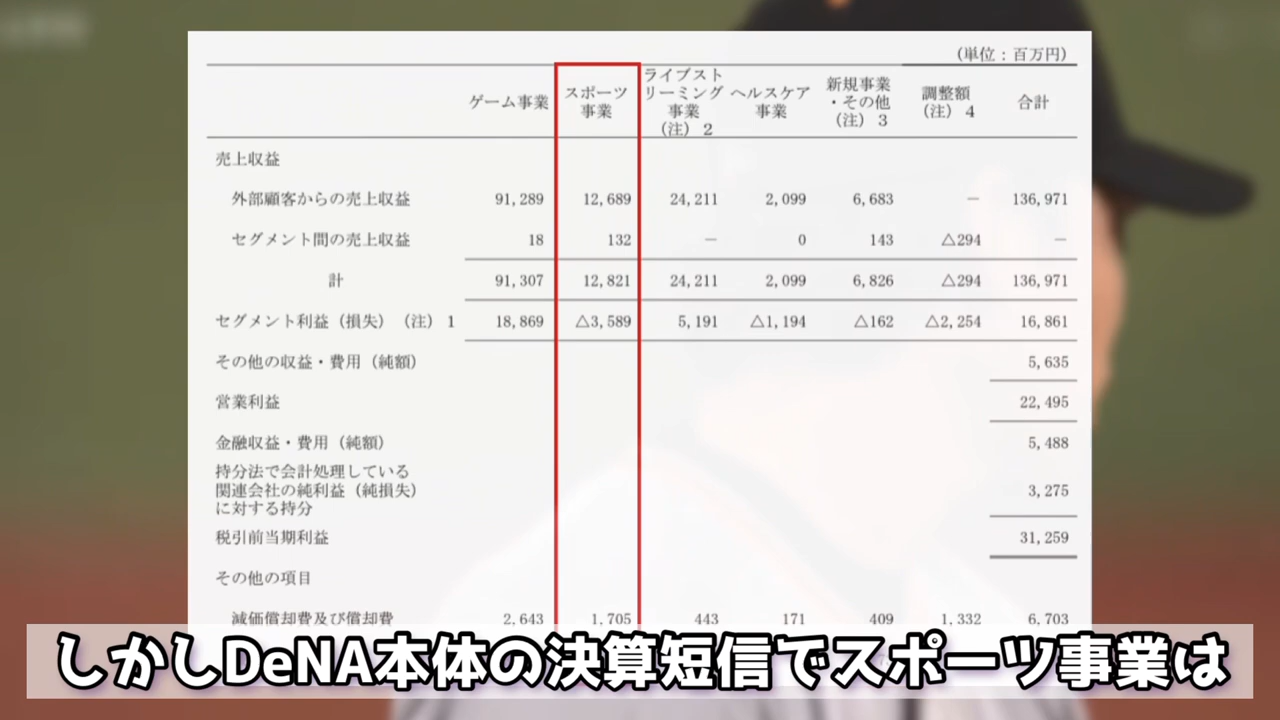 (単位:百万円)
ゲーム事業 スポーツ事業 ライブストリーミング事業(注)2 ヘルスケア事業 新規事業・その他(注)3 調整額(注)4 合計
売上収益
外部顧客からの売上収益 91,289 12,689 24,211 2,099 6,683 － 136,971
セグメント間の売上収益 18 132 － 0 143 △294 －
計 91,307 12,821 24,211 2,099 6,826 △294 136,971
セグメント利益(損失)(注)1 18,869 △3,589 5,191 △1,194 △162 △2,254 16,861
その他の収益・費用(純額) 5,635
営業利益 22,495
金融収益・費用(純額) 5,488
持分法で会計処理している
関連会社の純利益(純損失) 3,275
に対する持分
税引前当期利益 31,259
その他の項目
減価償却費及び償却費 2,643 1,705 443 171 409 1,332 6,703
しかしDeNA本体の決算短信でスポーツ事業は